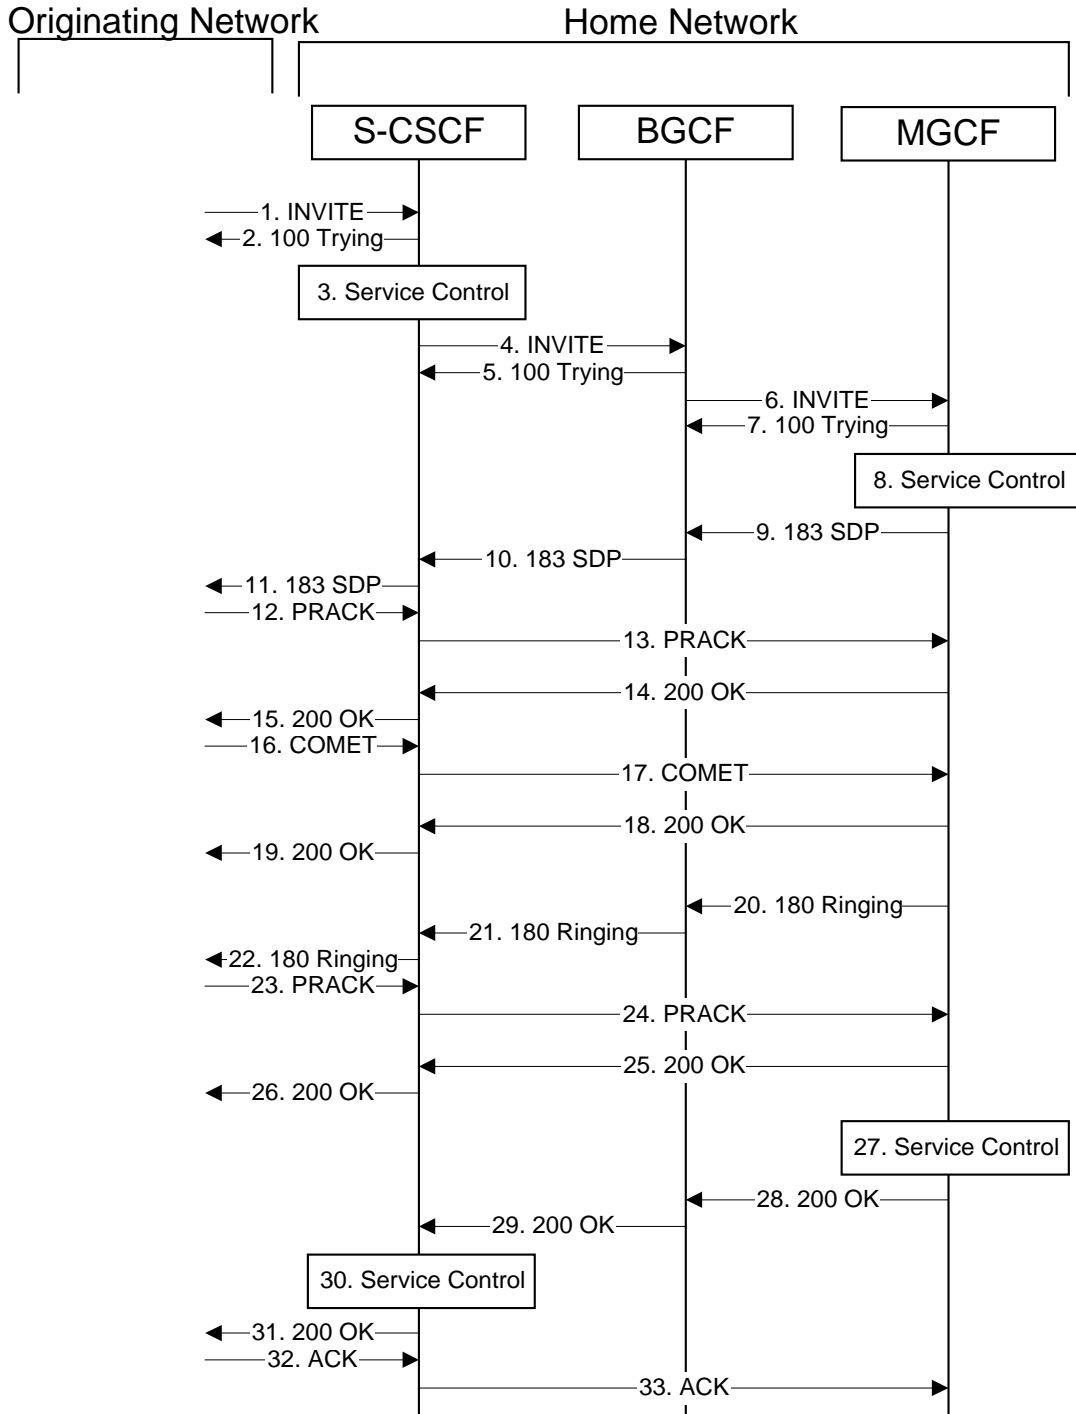 Originating Network
Home Network
S-CSCF
BGCF
MGCF
1. INVITE
2. 100 Trying
3. Service Control
4. INVITE
5. 100 Trying
6. INVITE
7. 100 Trying
8. Service Control
9. 183 SDP
10. 183 SDP
11. 183 SDP
12. PRACK
13. PRACK
14. 200 OK
15. 200 OK
16. COMET
17. COMET
18. 200 OK
19. 200 OK
20. 180 Ringing
21. 180 Ringing
22. 180 Ringing
23. PRACK
24. PRACK
25. 200 OK
26. 200 OK
27. Service Control
28. 200 OK
29. 200 OK
30. Service Control
31. 200 OK
32. ACK
33. ACK